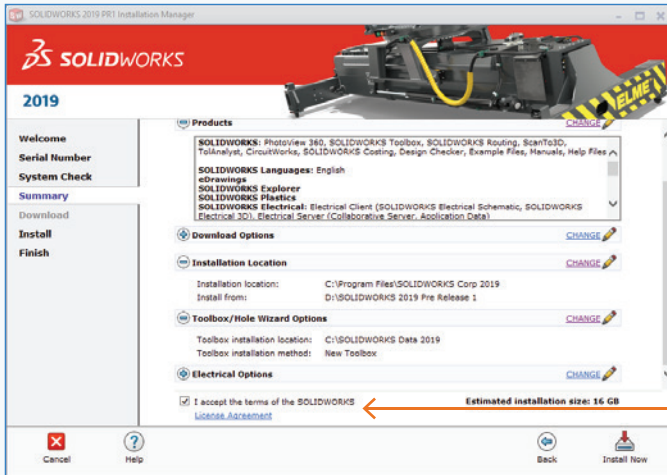 SOLIDWORKS 2019 PR1 Installation Manager
3S SOLIDWORKS
ELME
2019
Welcome
Serial Number
System Check
Summary
Download
Install
Finish
Products CHANGE
SOLIDWORKS: PhotoView 360, SOLIDWORKS Toolbox, SOLIDWORKS Routing, ScanTo3D,
TolAnalyst, CircuitWorks, SOLIDWORKS Costing, Design Checker, Example Files, Manuals, Help Files
SOLIDWORKS Languages: English
eDrawings
SOLIDWORKS Explorer
SOLIDWORKS Plastics
SOLIDWORKS Electrical: Electrical Client (SOLIDWORKS Electrical Schematic, SOLIDWORKS
Electrical 3D), Electrical Server (Collaborative Server, Application Data)
Download Options CHANGE
Installation Location CHANGE
Installation location: C:\Program Files\SOLIDWORKS Corp 2019
Install from: D:\SOLIDWORKS 2019 Pre Release 1
Toolbox/Hole Wizard Options CHANGE
Toolbox installation location: C:\SOLIDWORKS Data 2019
Toolbox installation method: New Toolbox
Electrical Options CHANGE
I accept the terms of the SOLIDWORKS Estimated installation size: 16 GB
License Agreement
Cancel Help Back Install Now